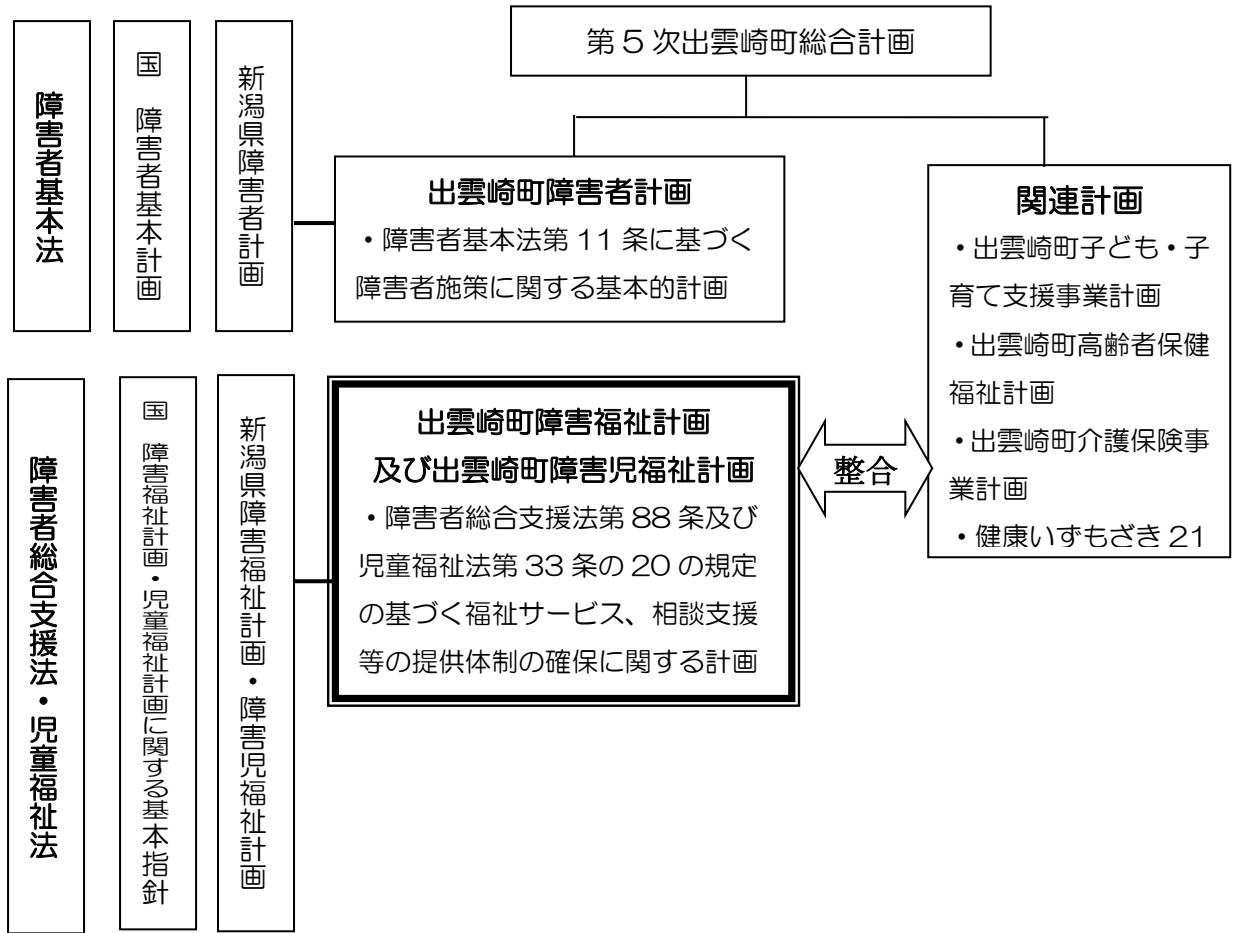 第5次出雲崎町総合計画
障害者基本法
国　障害者基本計画
新潟県障害者計画
出雲崎町障害者計画
・障害者基本法第 11 条に基づく
障害者施策に関する基本的計画
関連計画
・出雲崎町子ども・子
育て支援事業計画
・出雲崎町高齢者保健
福祉計画
・出雲崎町介護保険事
業計画
・健康いずもざき 21
障害者総合支援法・児童福祉法
国　障害福祉計画・児童福祉計画に関する基本指針
新潟県障害福祉計画・障害児福祉計画
出雲崎町障害福祉計画
及び出雲崎町障害児福祉計画
・障害者総合支援法第 88 条及び
児童福祉法第 33 条の 20 の規定
の基づく福祉サービス、相談支援
等の提供体制の確保に関する計画
整合